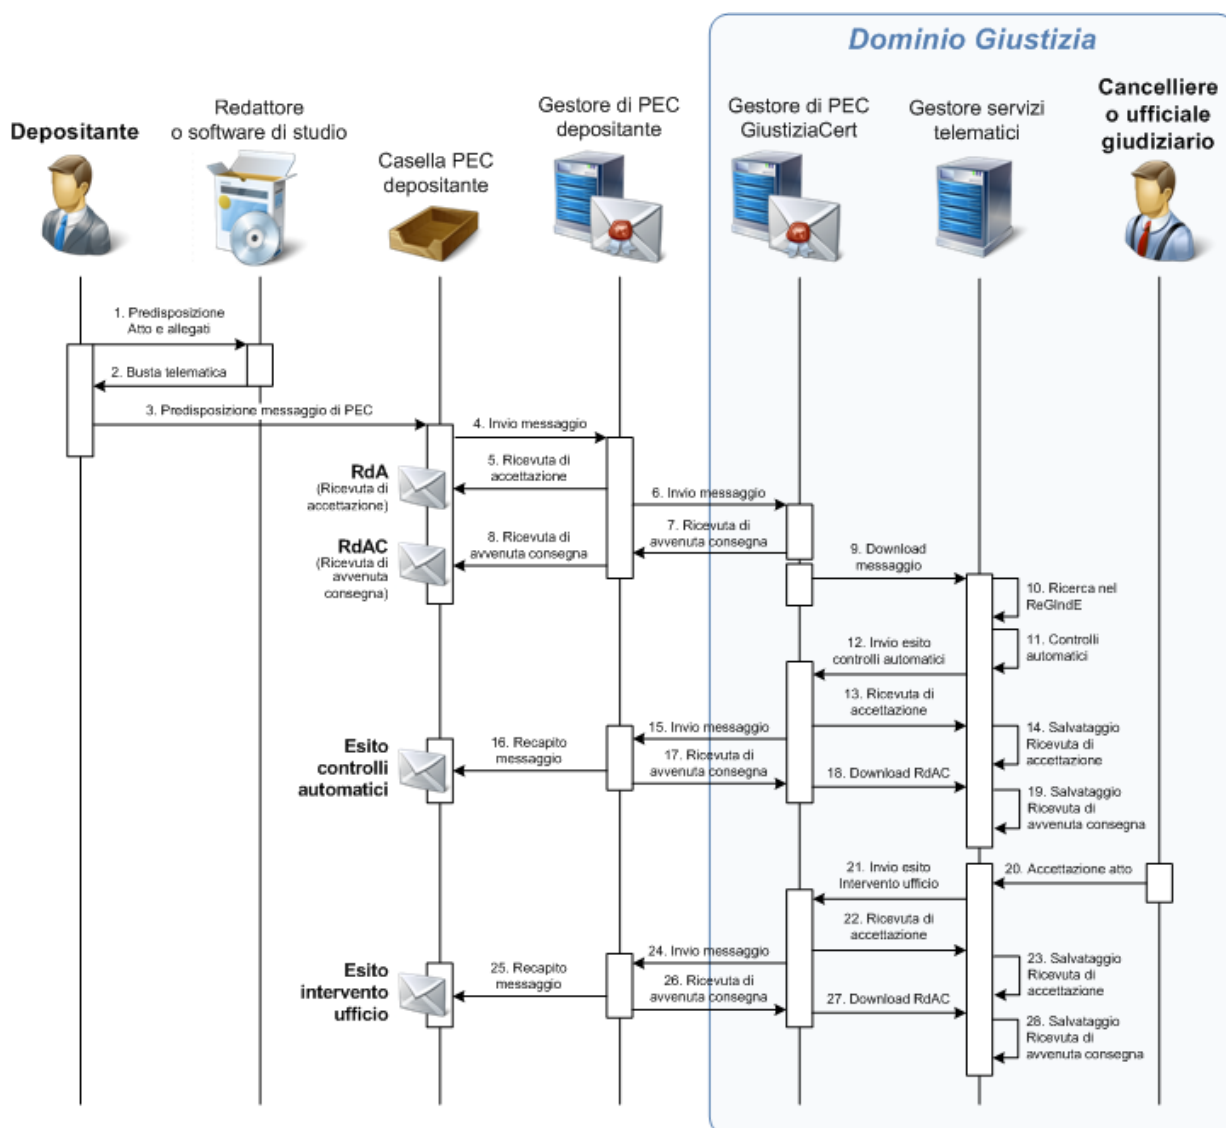 Dominio Giustizia
Depositante
Redattore
o software di studio
Casella PEC
depositante
Gestore di PEC
depositante
Gestore di PEC
GiustiziaCert
Gestore servizi
telematici
Cancelliere
o ufficiale
giudiziario
1. Predisposizione
Atto e allegati
2. Busta telematica
3. Predisposizione messaggio di PEC
4. Invio messaggio
RdA
(Ricevuta di
accettazione)
5. Ricevuta di
accettazione
6. Invio messaggio
7. Ricevuta di
avvenuta consegna
RdAC
(Ricevuta di
avvenuta
consegna)
8. Ricevuta di
avvenuta consegna
9. Download
messaggio
10. Ricerca nel
ReGIndE
11. Controlli
automatici
12. Invio esito
controlli automatici
13. Ricevuta di
accettazione
14. Salvataggio
Ricevuta di
accettazione
15. Invio messaggio
Esito
controlli
automatici
16. Recapito
messaggio
17. Ricevuta di
avvenuta consegna
18. Download RdAC
19. Salvataggio
Ricevuta di
avvenuta consegna
20. Accettazione atto
21. Invio esito
Intervento ufficio
22. Ricevuta di
accettazione
23. Salvataggio
Ricevuta di
accettazione
24. Invio messaggio
Esito
intervento
ufficio
25. Recapito
messaggio
26. Ricevuta di
avvenuta consegna
27. Download RdAC
28. Salvataggio
Ricevuta di
avvenuta consegna